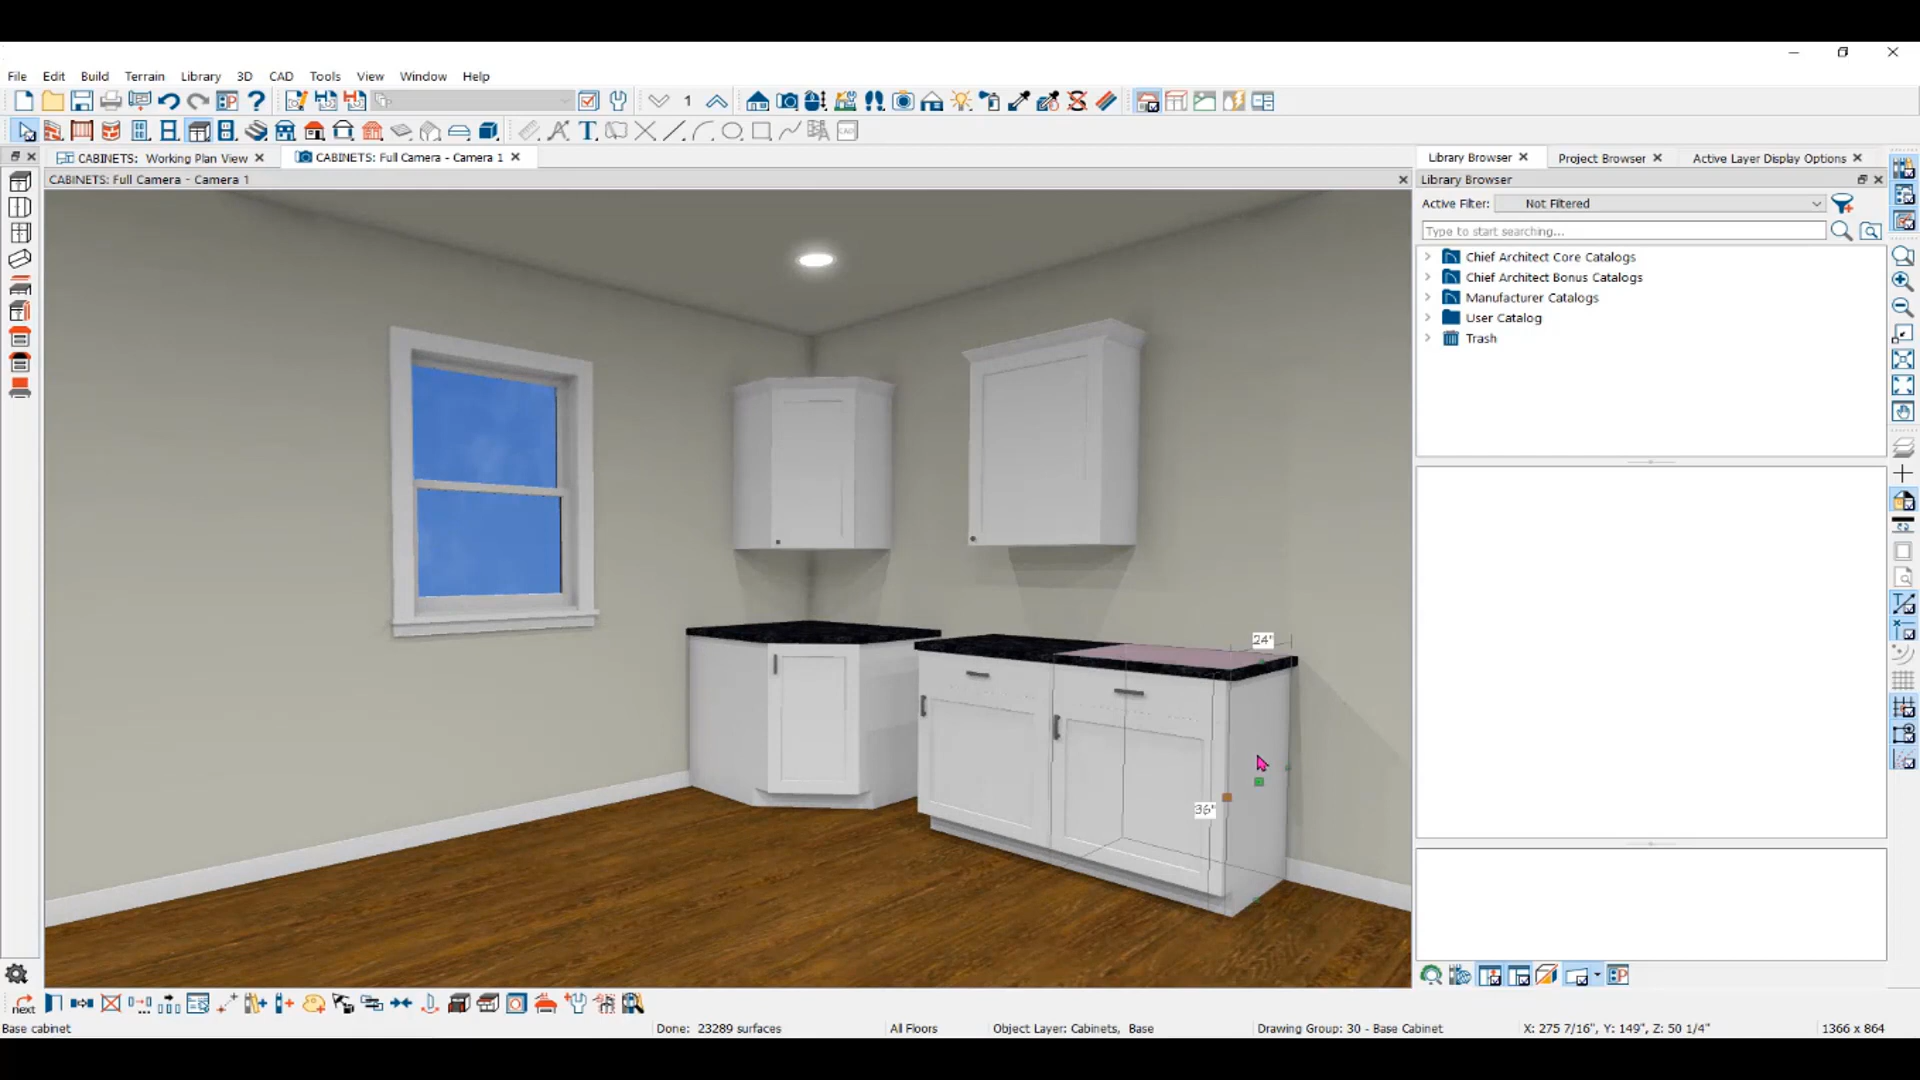 File Edit Build Terrain Library 3D CAD Tools View Window Help
1
CABINETS: Working Plan View
CABINETS: Full Camera - Camera 1
Library Browser
Project Browser
Active Layer Display Options
CABINETS: Full Camera - Camera 1
Library Browser
Active Filter: Not Filtered
Type to start searching...
Chief Architect Core Catalogs
Chief Architect Bonus Catalogs
Manufacturer Catalogs
User Catalog
Trash
24"
36"
next
Base cabinet
Done: 23289 surfaces
All Floors
Object Layer: Cabinets, Base
Drawing Group: 30 - Base Cabinet
X: 275 7/16", Y: 149", Z: 50 1/4"
1366 x 864